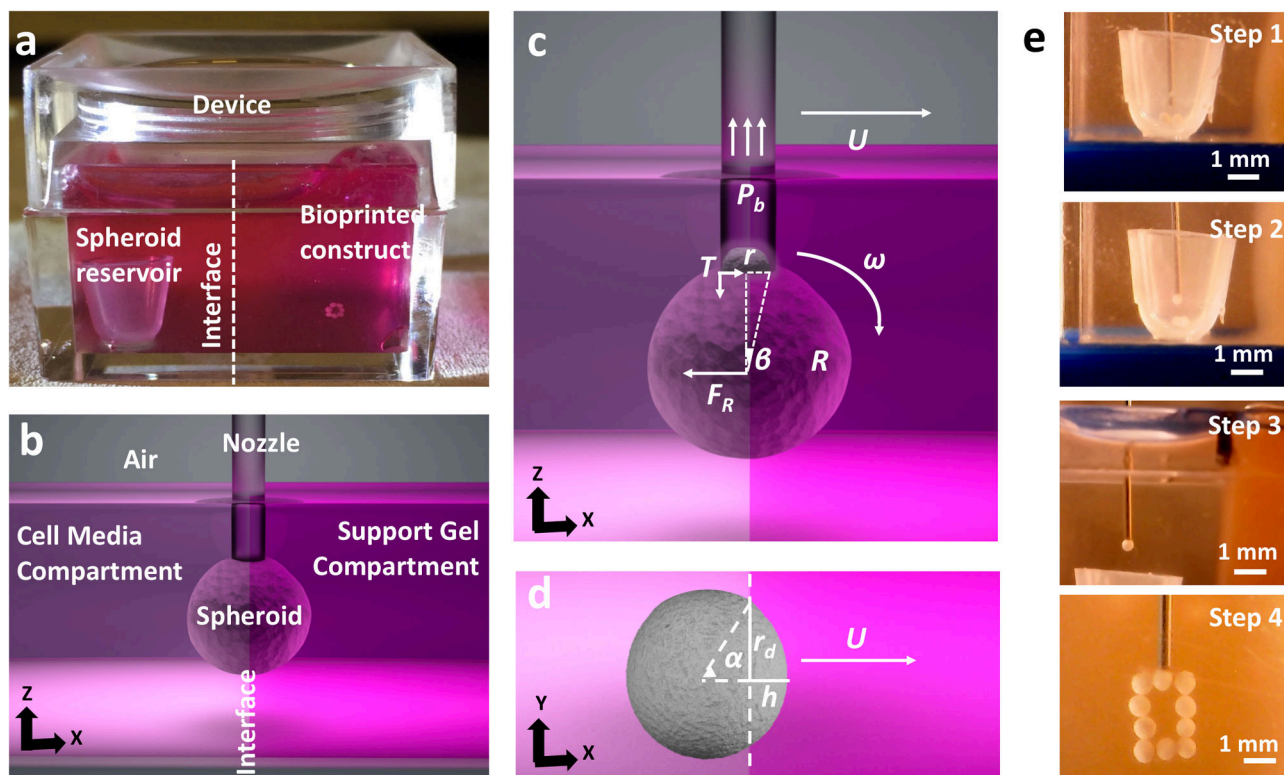 a
Device
Spheroid
reservoir
Interface
Bioprinted
construct
b
Air
Nozzle
Cell Media
Compartment
Support Gel
Compartment
Spheroid
Interface
Z
X
c
U
P_b
T
r
ω
β
R
F_R
Z
X
d
α
r_d
h
U
Y
X
e
Step 1
1 mm
Step 2
1 mm
Step 3
1 mm
Step 4
1 mm